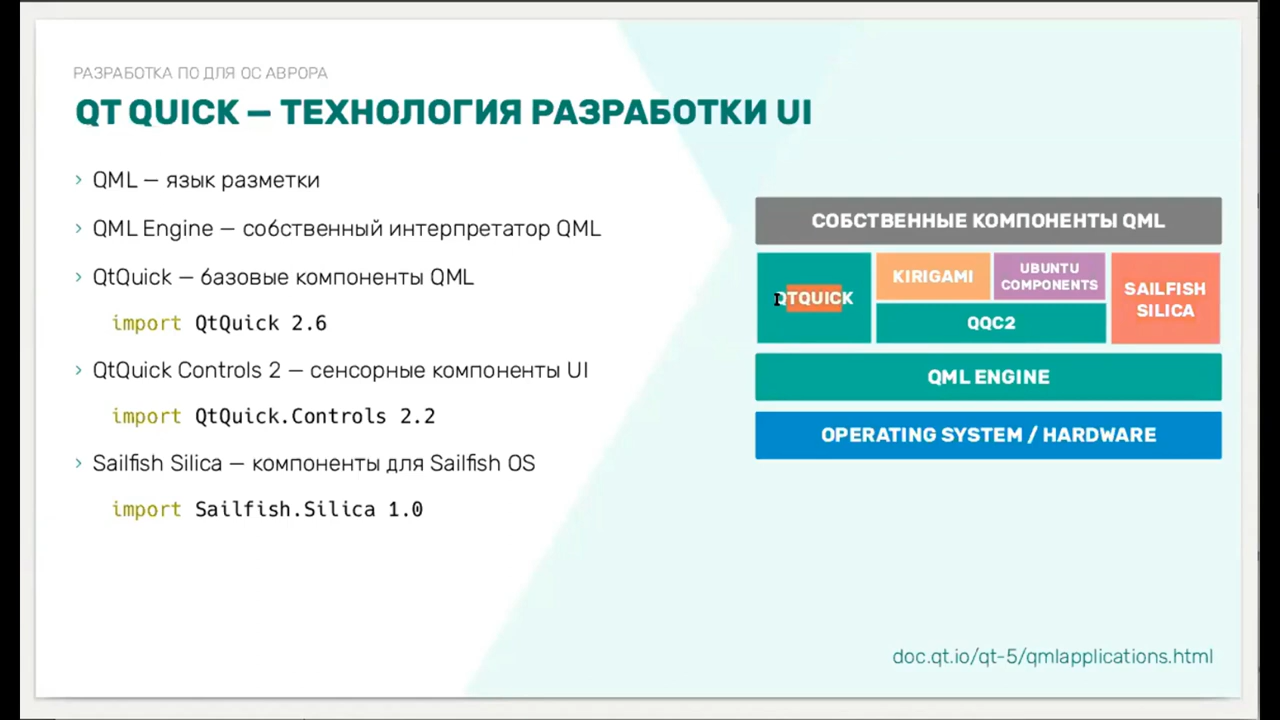 РАЗРАБОТКА ПО ДЛЯ ОС АВРОРА
QT QUICK — ТЕХНОЛОГИЯ РАЗРАБОТКИ UI
› QML — язык разметки
› QML Engine — собственный интерпретатор QML
› QtQuick — базовые компоненты QML
import QtQuick 2.6
› QtQuick Controls 2 — сенсорные компоненты UI
import QtQuick.Controls 2.2
› Sailfish Silica — компоненты для Sailfish OS
import Sailfish.Silica 1.0
СОБСТВЕННЫЕ КОМПОНЕНТЫ QML
QTQUICK
KIRIGAMI
UBUNTU
COMPONENTS
QQC2
SAILFISH
SILICA
QML ENGINE
OPERATING SYSTEM / HARDWARE
doc.qt.io/qt-5/qmlapplications.html